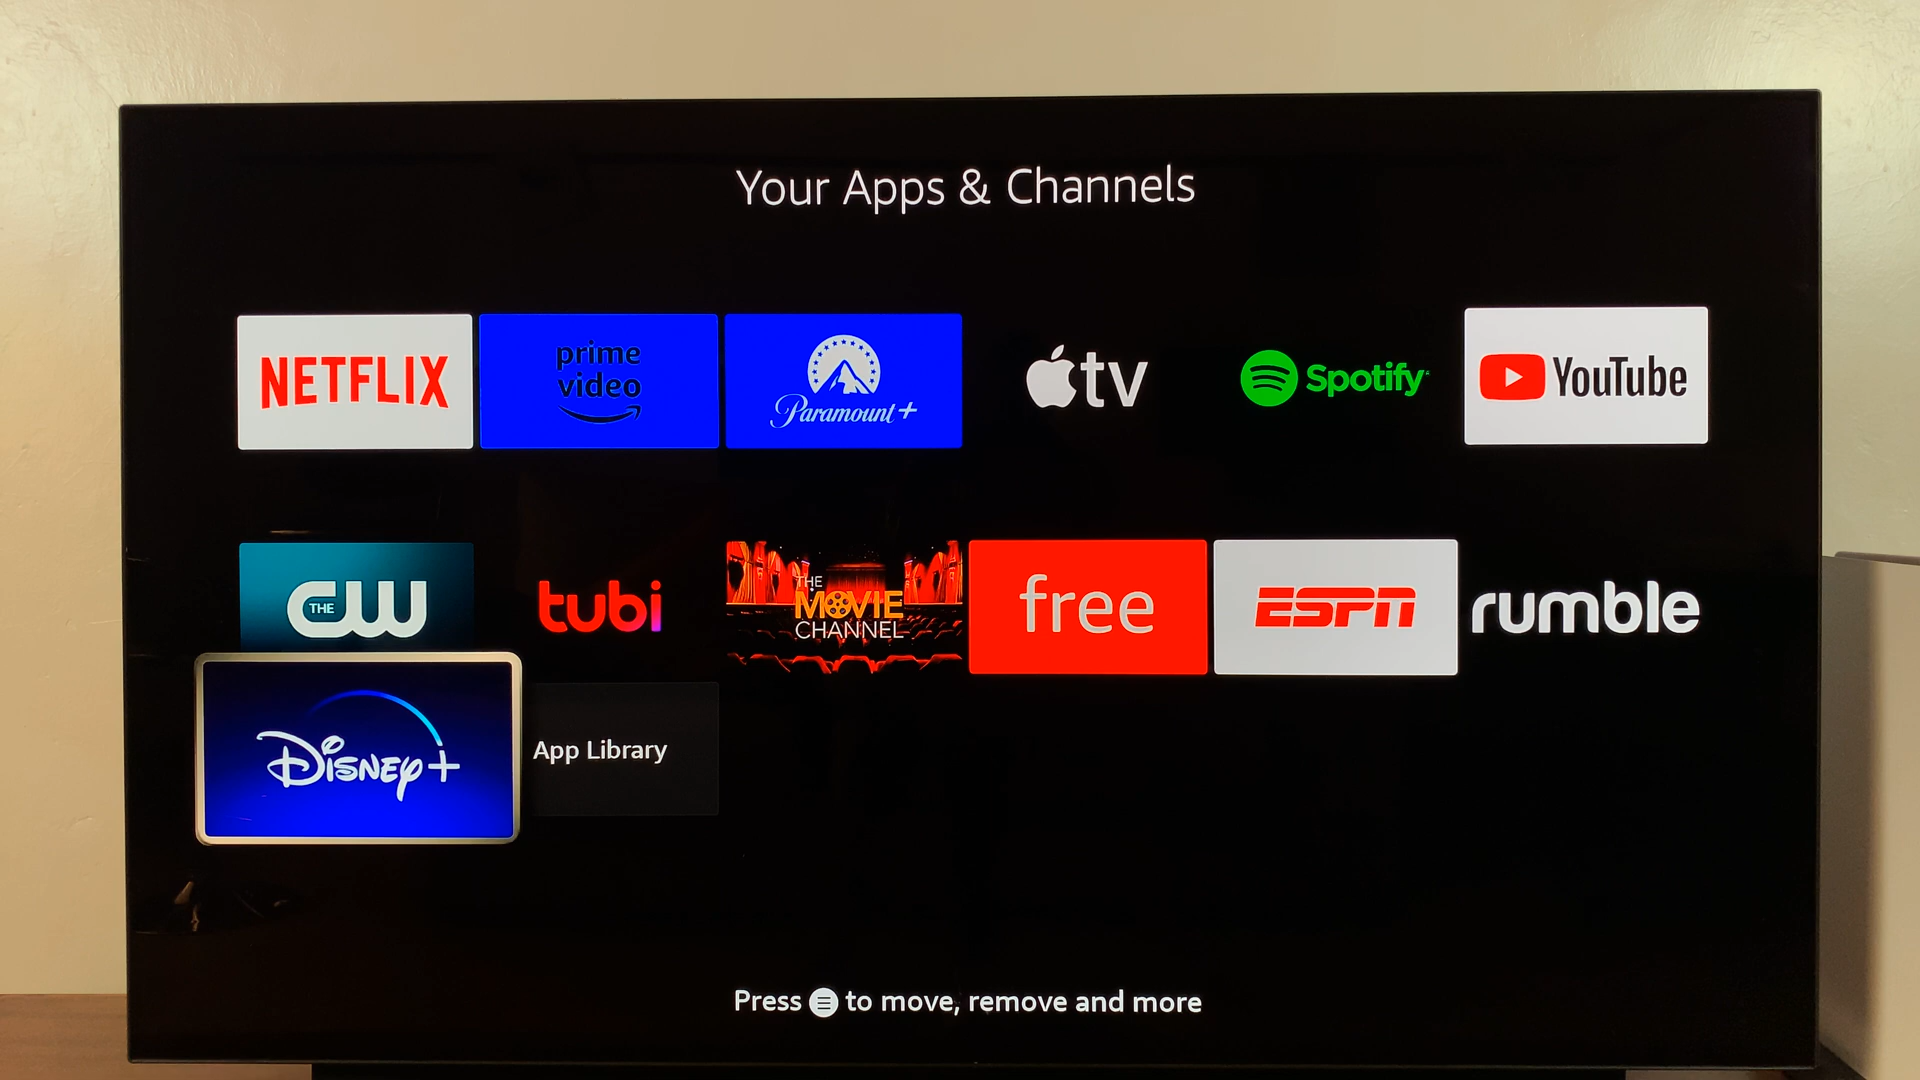 Your Apps & Channels
NETFLIX
prime
video
Paramount+
tv
Spotify
YouTube
THE CW
tubi
THE
MOVIE
CHANNEL
free
ESPN
rumble
Disney+
App Library
Press to move, remove and more